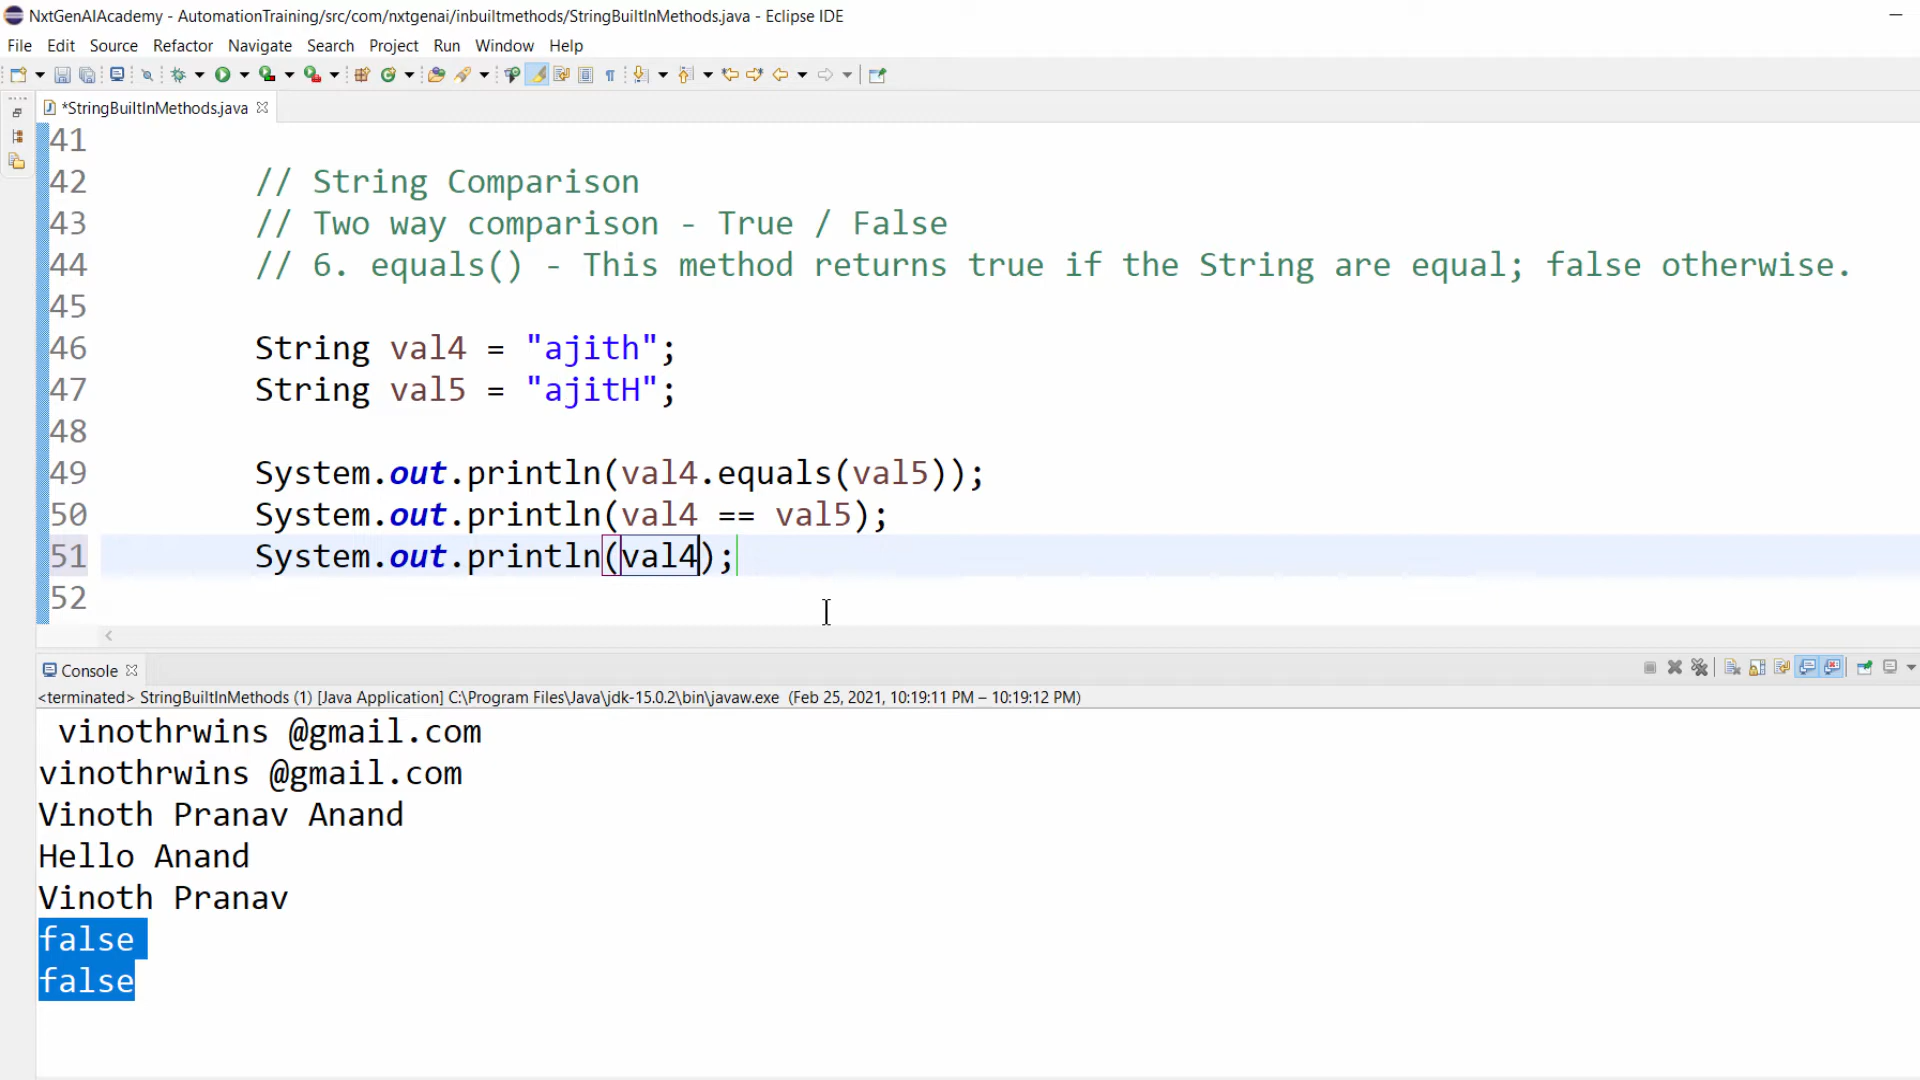 NxtGenAIAcademy - AutomationTraining/src/com/nxtgenai/inbuiltmethods/StringBuiltInMethods.java - Eclipse IDE
File Edit Source Refactor Navigate Search Project Run Window Help
*StringBuiltInMethods.java
41
42 // String Comparison
43 // Two way comparison - True / False
44 // 6. equals() - This method returns true if the String are equal; false otherwise.
45
46 String val4 = "ajith";
47 String val5 = "ajitH";
48
49 System.out.println(val4.equals(val5));
50 System.out.println(val4 == val5);
51 System.out.println(val4);
52
Console
<terminated> StringBuiltInMethods (1) [Java Application] C:\Program Files\Java\jdk-15.0.2\bin\javaw.exe (Feb 25, 2021, 10:19:11 PM – 10:19:12 PM)
vinothrwins @gmail.com
vinothrwins @gmail.com
Vinoth Pranav Anand
Hello Anand
Vinoth Pranav
false
false